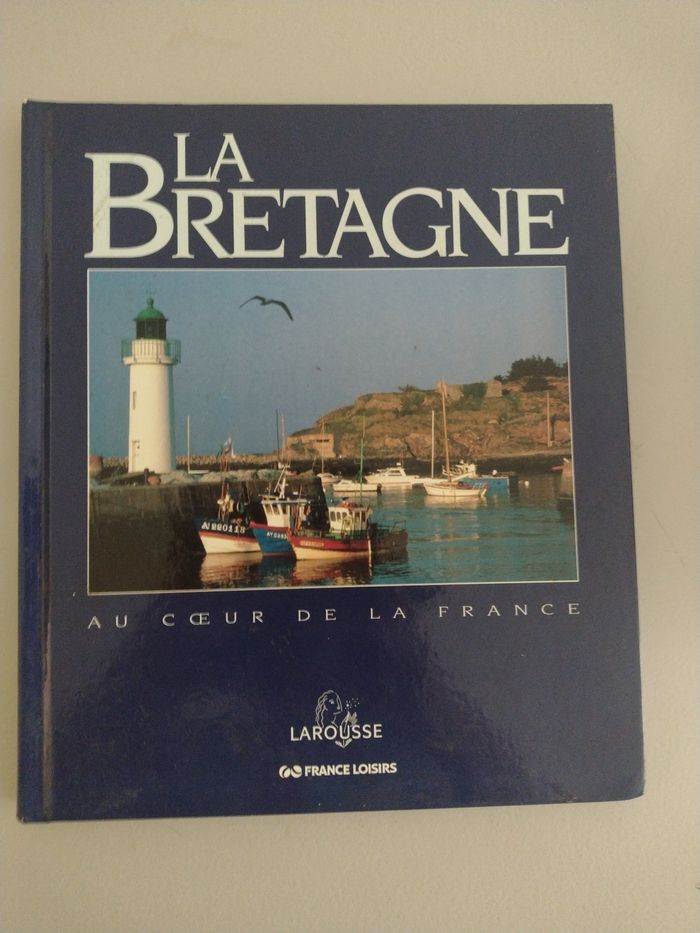 LA
BRETAGNE
AU CŒUR DE LA FRANCE
LAROUSSE
FRANCE LOISIRS